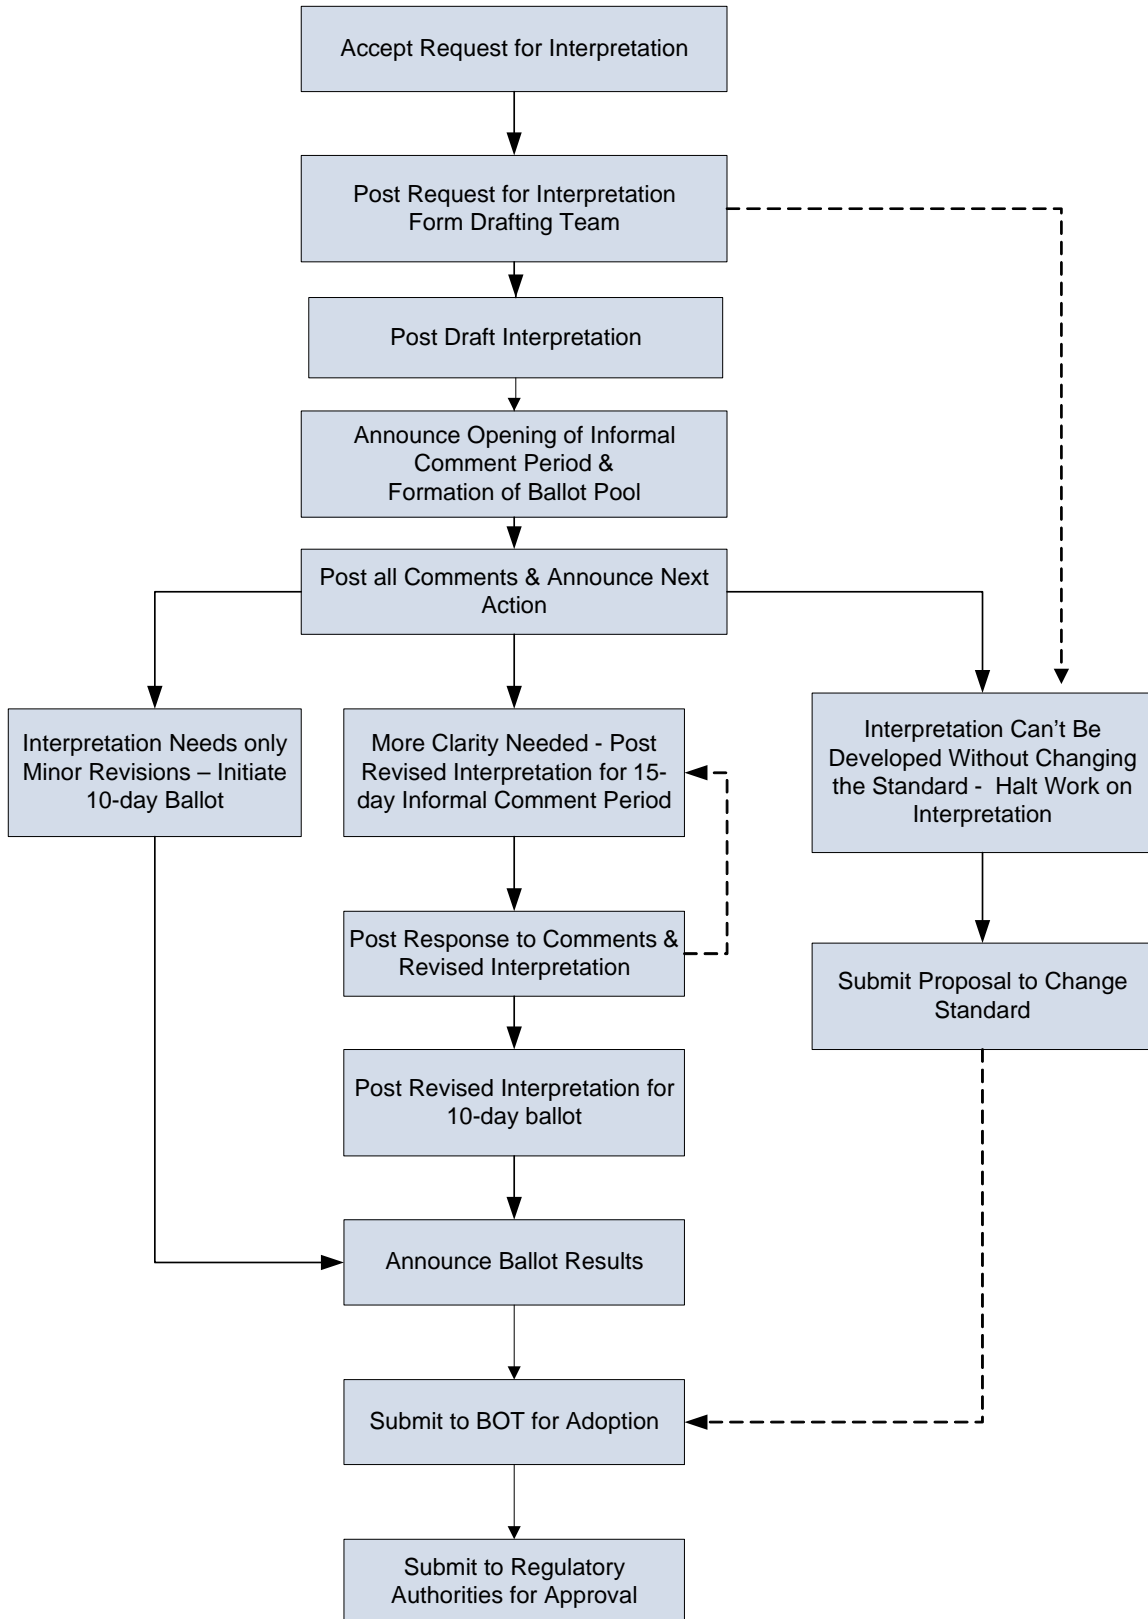 Accept Request for Interpretation
Post Request for Interpretation
Form Drafting Team
Post Draft Interpretation
Announce Opening of Informal
Comment Period &
Formation of Ballot Pool
Post all Comments & Announce Next
Action
Interpretation Needs only
Minor Revisions – Initiate
10-day Ballot
More Clarity Needed - Post
Revised Interpretation for 15-
day Informal Comment Period
Interpretation Can’t Be
Developed Without Changing
the Standard -  Halt Work on
Interpretation
Post Response to Comments &
Revised Interpretation
Submit Proposal to Change
Standard
Post Revised Interpretation for
10-day ballot
Announce Ballot Results
Submit to BOT for Adoption
Submit to Regulatory
Authorities for Approval